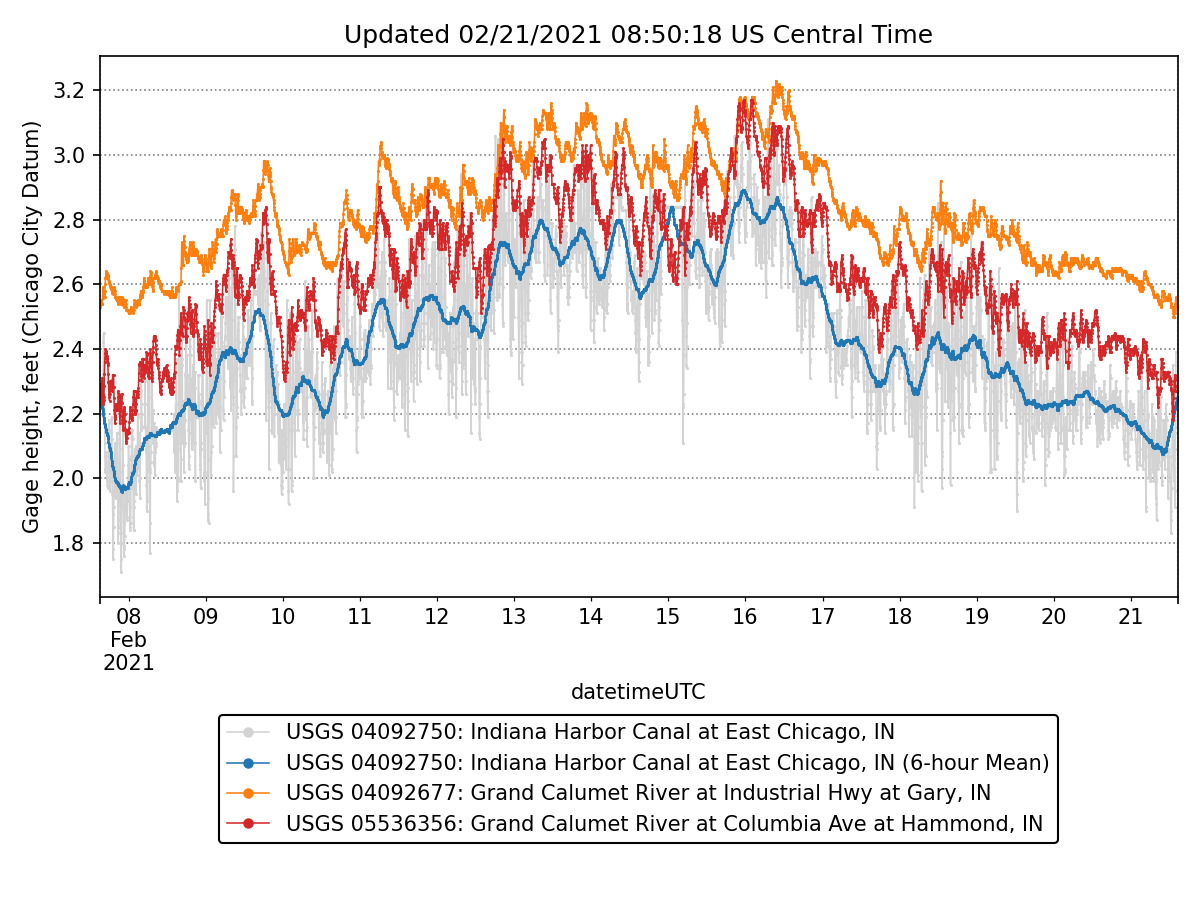 Updated 02/21/2021 08:50:18 US Central Time
Gage height, feet (Chicago City Datum)
3.2
3.0
2.8
2.6
2.4
2.2
2.0
1.8
08 09 10 11 12 13 14 15 16 17 18 19 20 21
Feb
2021
datetimeUTC
USGS 04092750: Indiana Harbor Canal at East Chicago, IN
USGS 04092750: Indiana Harbor Canal at East Chicago, IN (6-hour Mean)
USGS 04092677: Grand Calumet River at Industrial Hwy at Gary, IN
USGS 05536356: Grand Calumet River at Columbia Ave at Hammond, IN